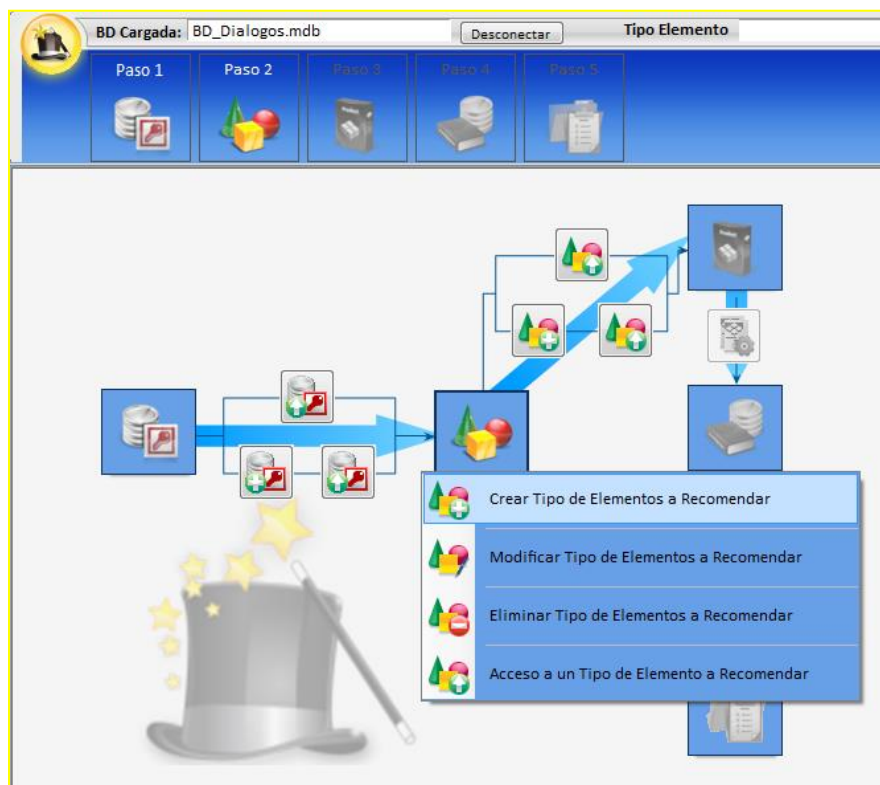 BD Cargada: BD_Dialogos.mdb Desconectar Tipo Elemento
Paso 1 Paso 2 Paso 3 Paso 4 Paso 5
Crear Tipo de Elementos a Recomendar
Modificar Tipo de Elementos a Recomendar
Eliminar Tipo de Elementos a Recomendar
Acceso a un Tipo de Elemento a Recomendar